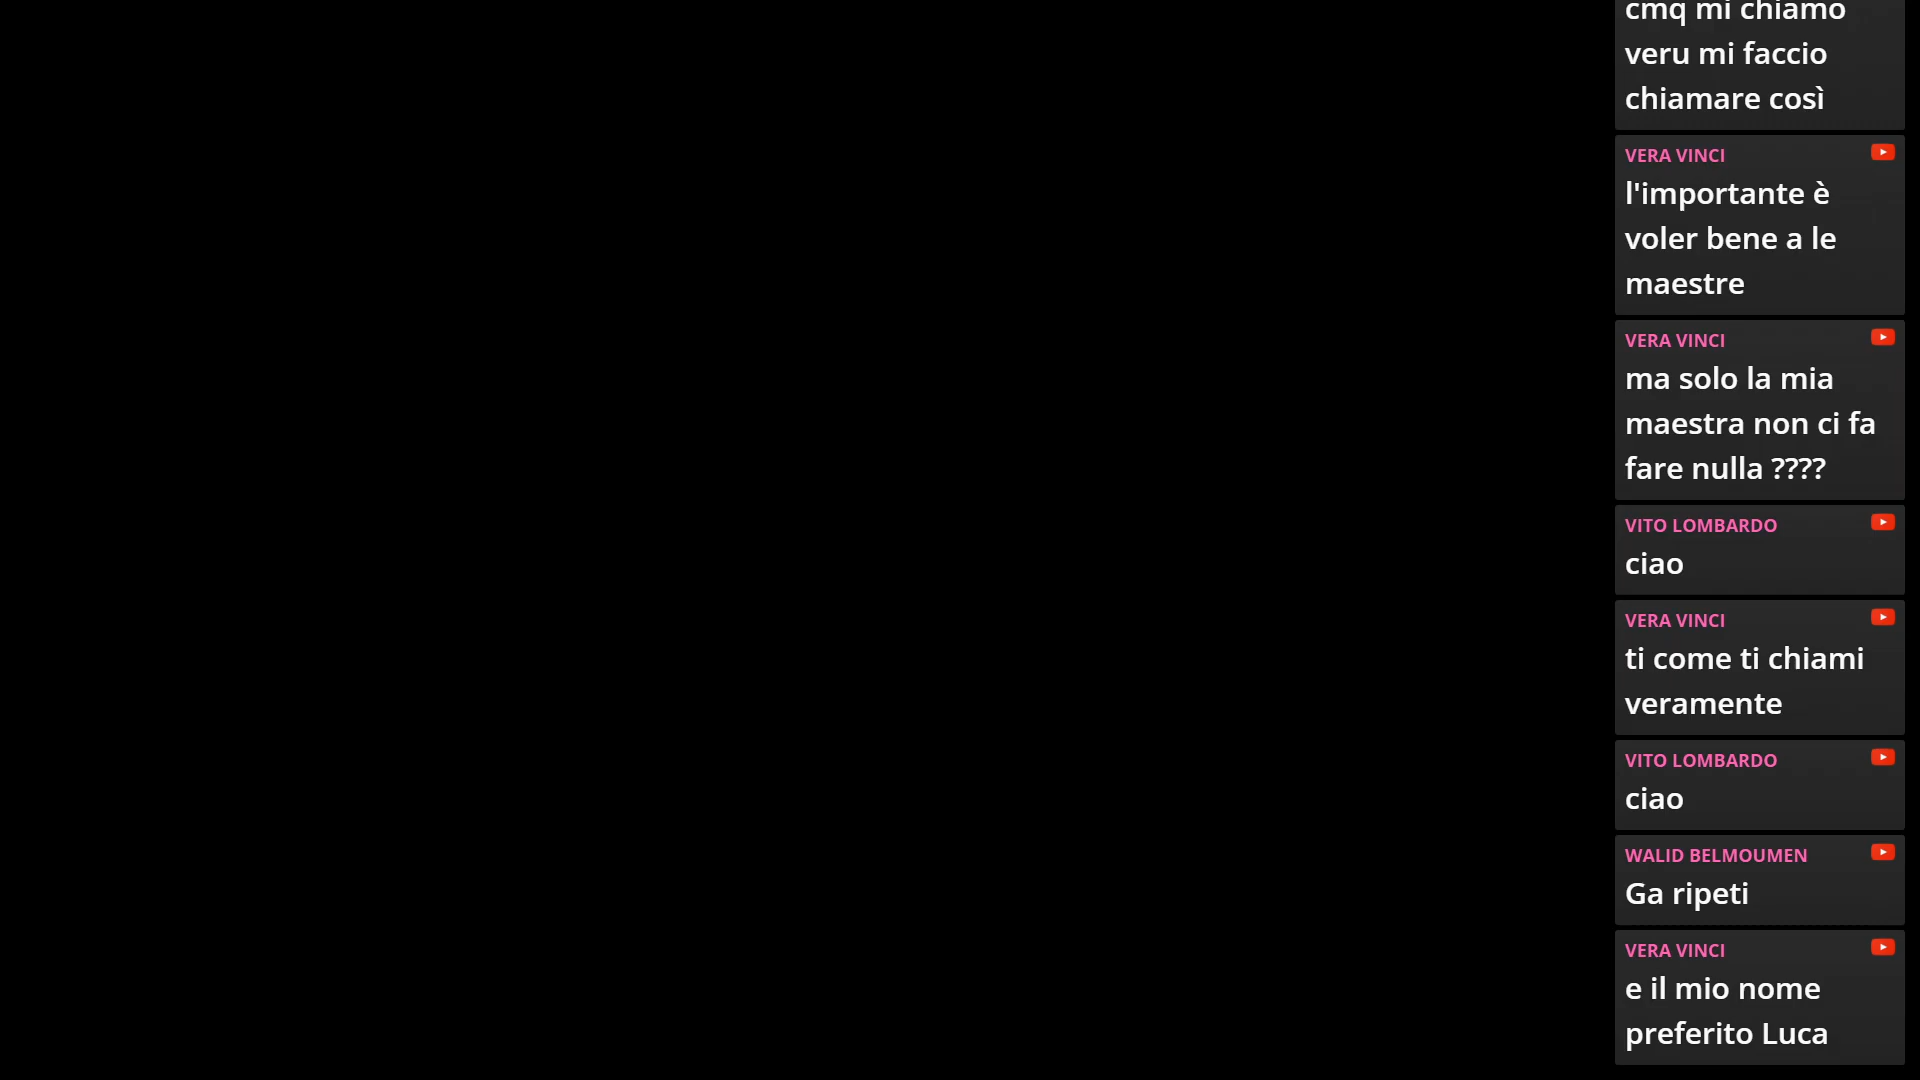 cmq mi chiamo
veru mi faccio
chiamare così
VERA VINCI
l'importante è
voler bene a le
maestre
VERA VINCI
ma solo la mia
maestra non ci fa
fare nulla ????
VITO LOMBARDO
ciao
VERA VINCI
ti come ti chiami
veramente
VITO LOMBARDO
ciao
WALID BELMOUMEN
Ga ripeti
VERA VINCI
e il mio nome
preferito Luca